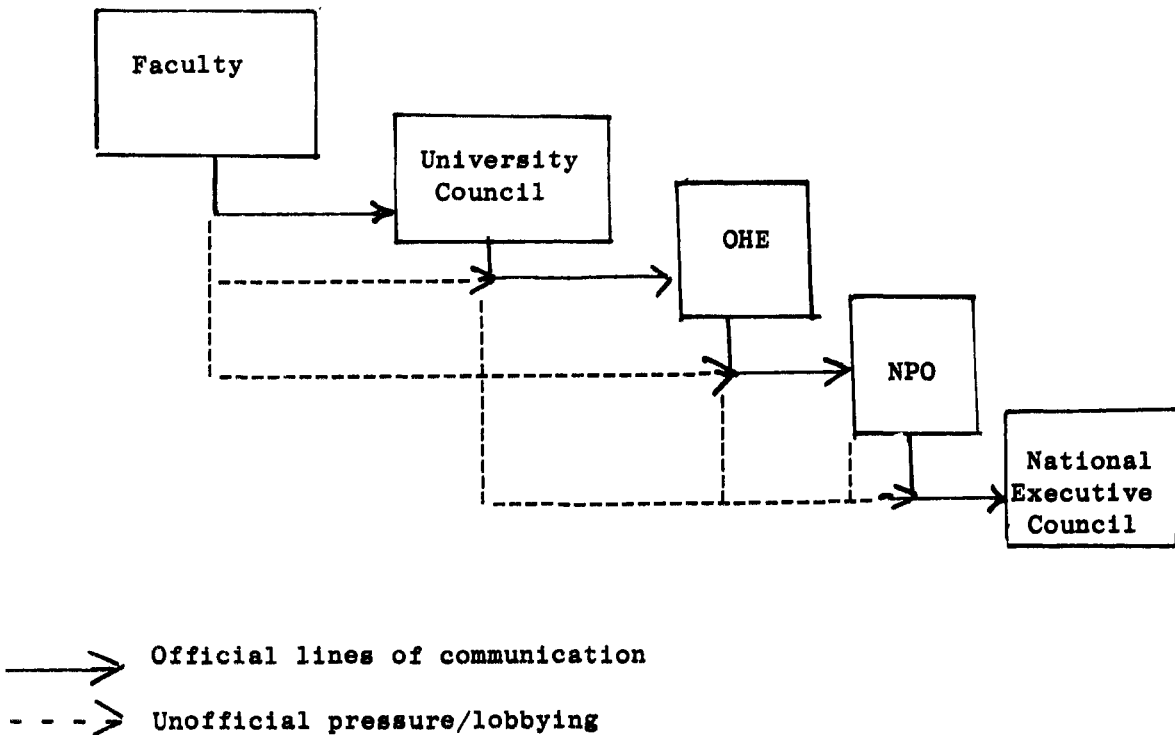 Faculty
University
Council
OHE
NPO
National
Executive
Council
Official lines of communication
Unofficial pressure/lobbying